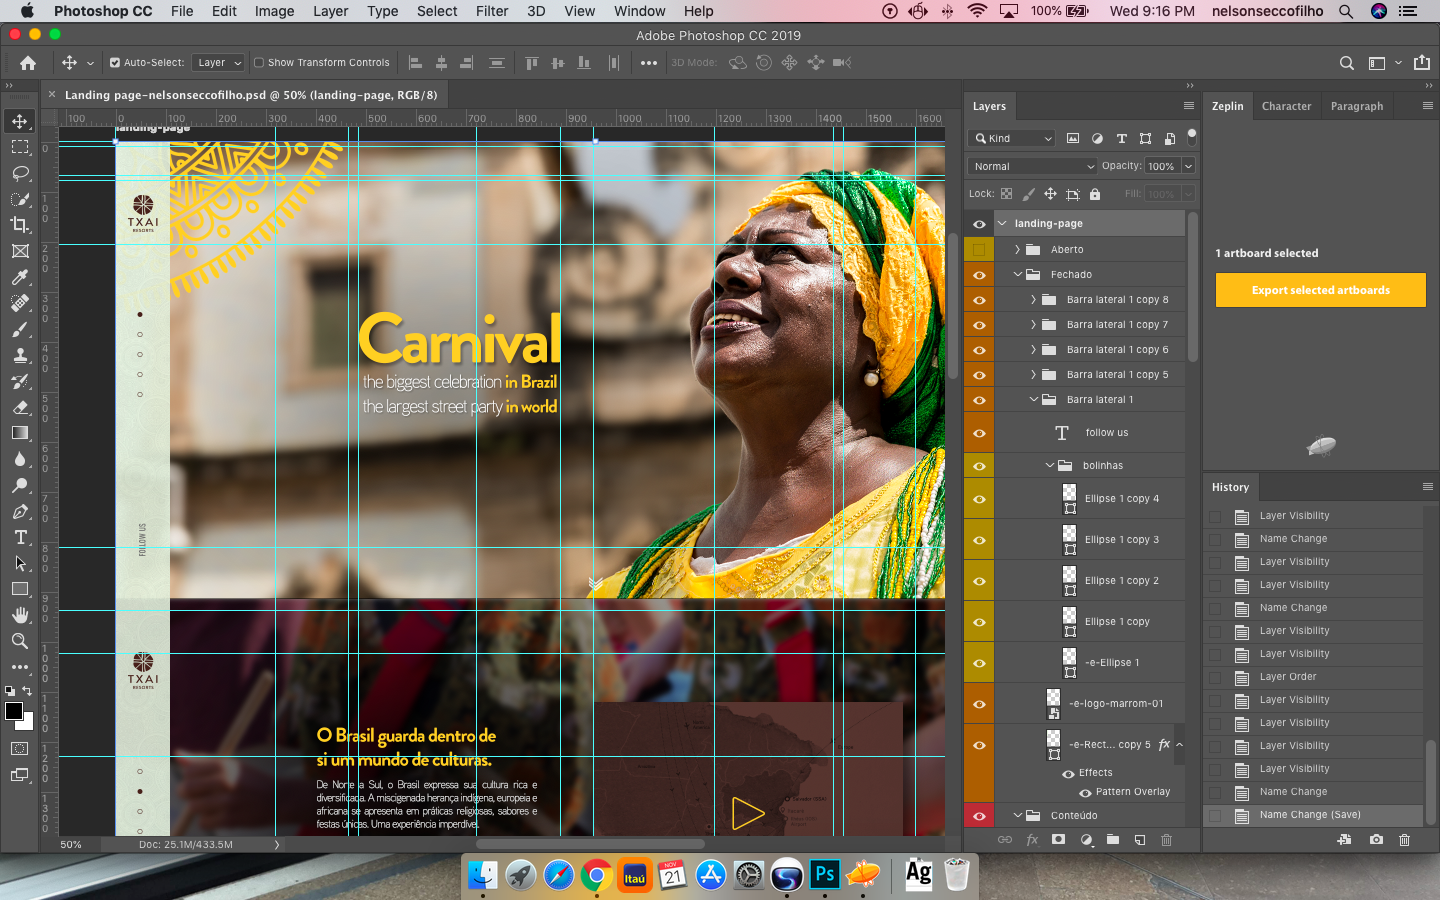 Photoshop CC File Edit Image Layer Type Select Filter 3D View Window Help 100% Wed 9:16 PM nelsonseccofilho
Adobe Photoshop CC 2019
Auto-Select: Layer Show Transform Controls 3D Mode:
× Landing page-nelsonseccofilho.psd @ 50% (landing-page, RGB/8)
100 0 50 100 200 300 400 500 600 700 800 900 1000 1100 1200 1300 1400 1500 1600
landing-page
TXAI
RESORTS
Carnival
the biggest celebration in Brazil
the largest street party in world
FOLLOW US
TXAI
RESORTS
O Brasil guarda dentro de
si um mundo de culturas.
De Norte a Sul, o Brasil expressa sua cultura rica e
diversificada. A miscigenada herança indígena, europeia e
africana se apresenta em práticas religiosas, sabores e
festas únicas. Uma experiência imperdível.
50% Doc: 25.1M/433.5M
Layers
Kind
Normal Opacity: 100%
Lock: Fill: 100%
landing-page
Aberto
Fechado
Barra lateral 1 copy 8
Barra lateral 1 copy 7
Barra lateral 1 copy 6
Barra lateral 1 copy 5
Barra lateral 1
T follow us
bolinhas
Ellipse 1 copy 4
Ellipse 1 copy 3
Ellipse 1 copy 2
Ellipse 1 copy
-e-Ellipse 1
-e-logo-marrom-01
-e-Rect... copy 5 fx
Effects
Pattern Overlay
Conteúdo
fx
Zeplin Character Paragraph
1 artboard selected
Export selected artboards
History
Layer Visibility
Name Change
Layer Visibility
Layer Visibility
Name Change
Layer Visibility
Layer Visibility
Layer Order
Layer Visibility
Layer Visibility
Layer Visibility
Layer Visibility
Name Change
Name Change (Save)
Itaú
NOV
21
Ps
Ag